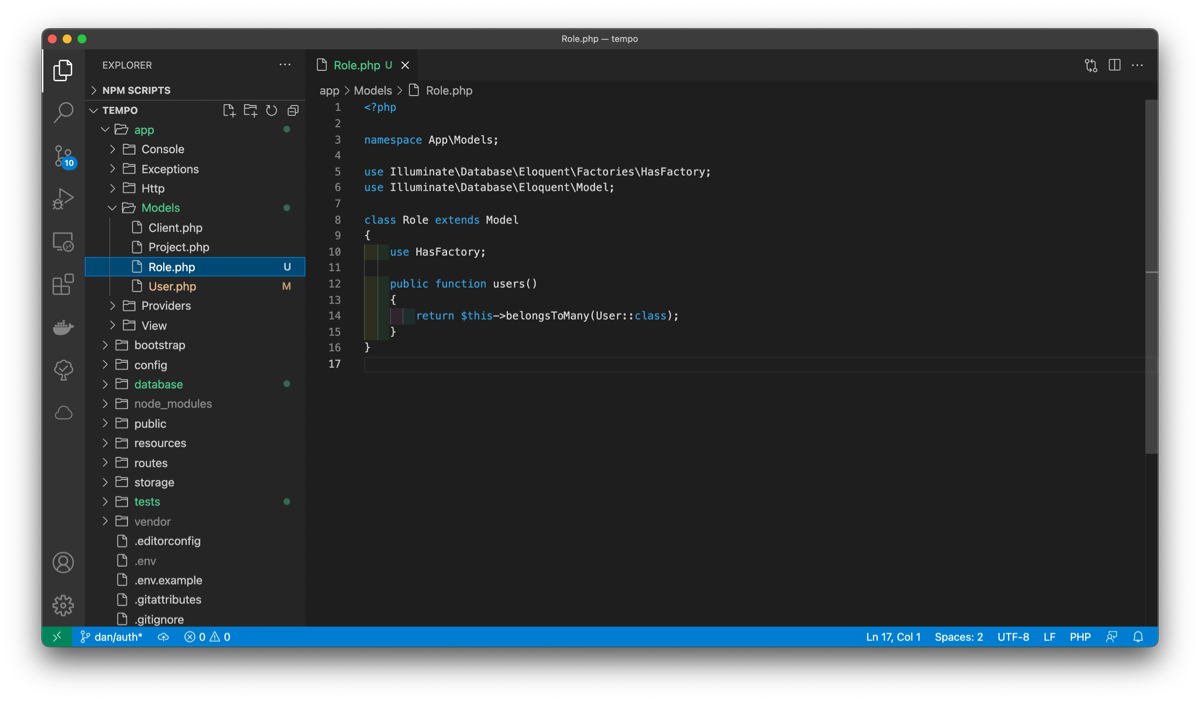 Role.php — tempo
EXPLORER
NPM SCRIPTS
TEMPO
app
Console
Exceptions
Http
Models
Client.php
Project.php
Role.php U
User.php M
Providers
View
bootstrap
config
database
node_modules
public
resources
routes
storage
tests
vendor
.editorconfig
.env
.env.example
.gitattributes
.gitignore
10
Role.php U
app > Models > Role.php
1 <?php
2
3 namespace App\Models;
4
5 use Illuminate\Database\Eloquent\Factories\HasFactory;
6 use Illuminate\Database\Eloquent\Model;
7
8 class Role extends Model
9 {
10 use HasFactory;
11
12 public function users()
13 {
14 return $this->belongsToMany(User::class);
15 }
16 }
17
dan/auth* 0 0 Ln 17, Col 1 Spaces: 2 UTF-8 LF PHP